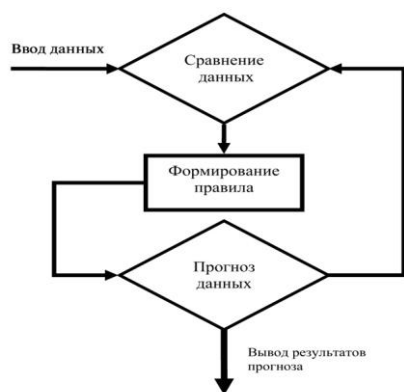 Ввод данных
Сравнение
данных
Формирование
правила
Прогноз
данных
Вывод результатов
прогноза